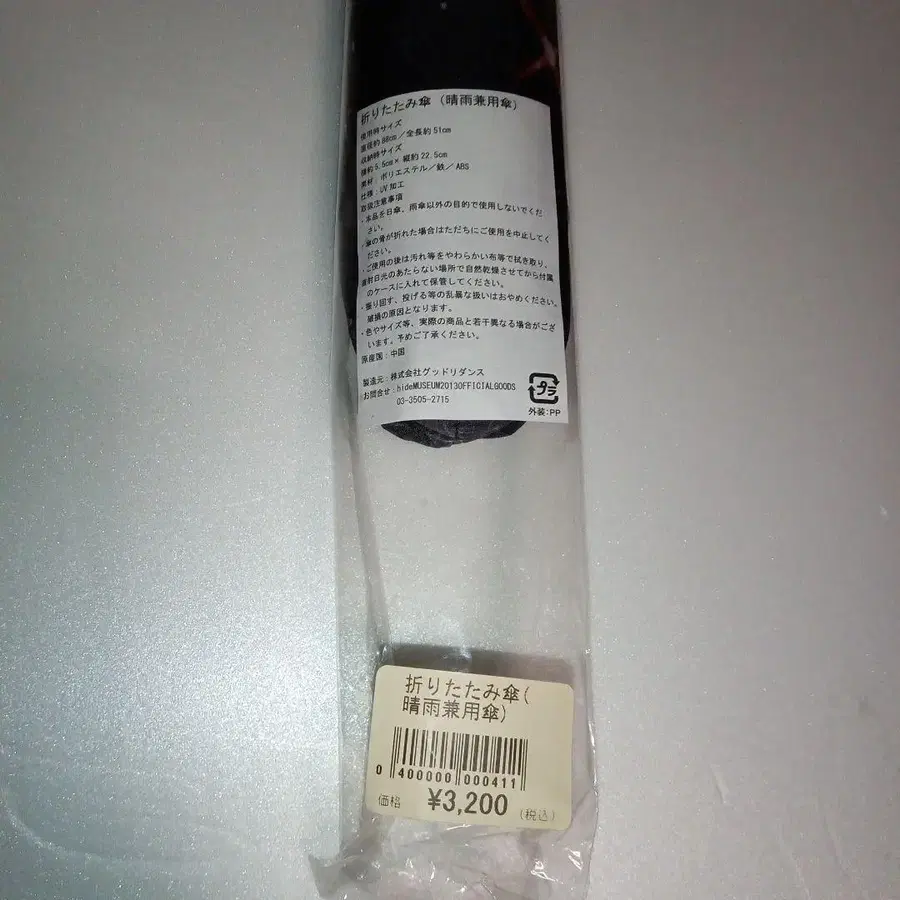 折りたたみ傘（晴雨兼用傘）
使用時サイズ
直径約88cm／全長約51cm
収納時サイズ
横約5.5cm×縦約22.5cm
素材：ポリエステル／鉄／ABS
仕様：UV加工
取扱注意事項
・本品を日傘、雨傘以外の目的で使用しないでくだ
さい。
・傘の骨が折れた場合はただちにご使用を中止してく
ださい。
・ご使用の後は汚れ等をやわらかい布等で拭き取り、
直射日光のあたらない場所で自然乾燥させてから付属
のケースに入れて保管してください。
・振り回す、投げる等の乱暴な扱いはおやめください。
破損の原因となります。
・色やサイズ等、実際の商品と若干異なる場合がござ
います。予めご了承ください。
原産国：中国
製造元：株式会社グッドリダンス
お問合せ：hideMUSEUM2013OFFICIALGOODS
03-3505-2715
プラ
外装：PP
折りたたみ傘(
晴雨兼用傘)
0 400000 000411
価格 ¥3,200 (税込)